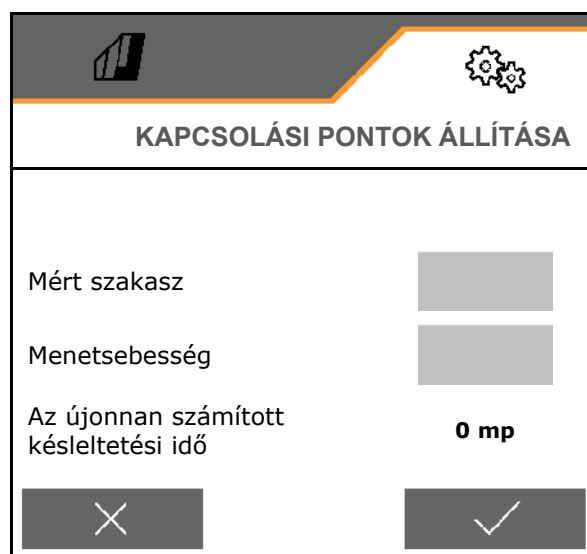 KAPCSOLÁSI PONTOK ÁLLÍTÁSA
Mért szakasz
Menetsebesség
Az újonnan számított
késleltetési idő
0 mp